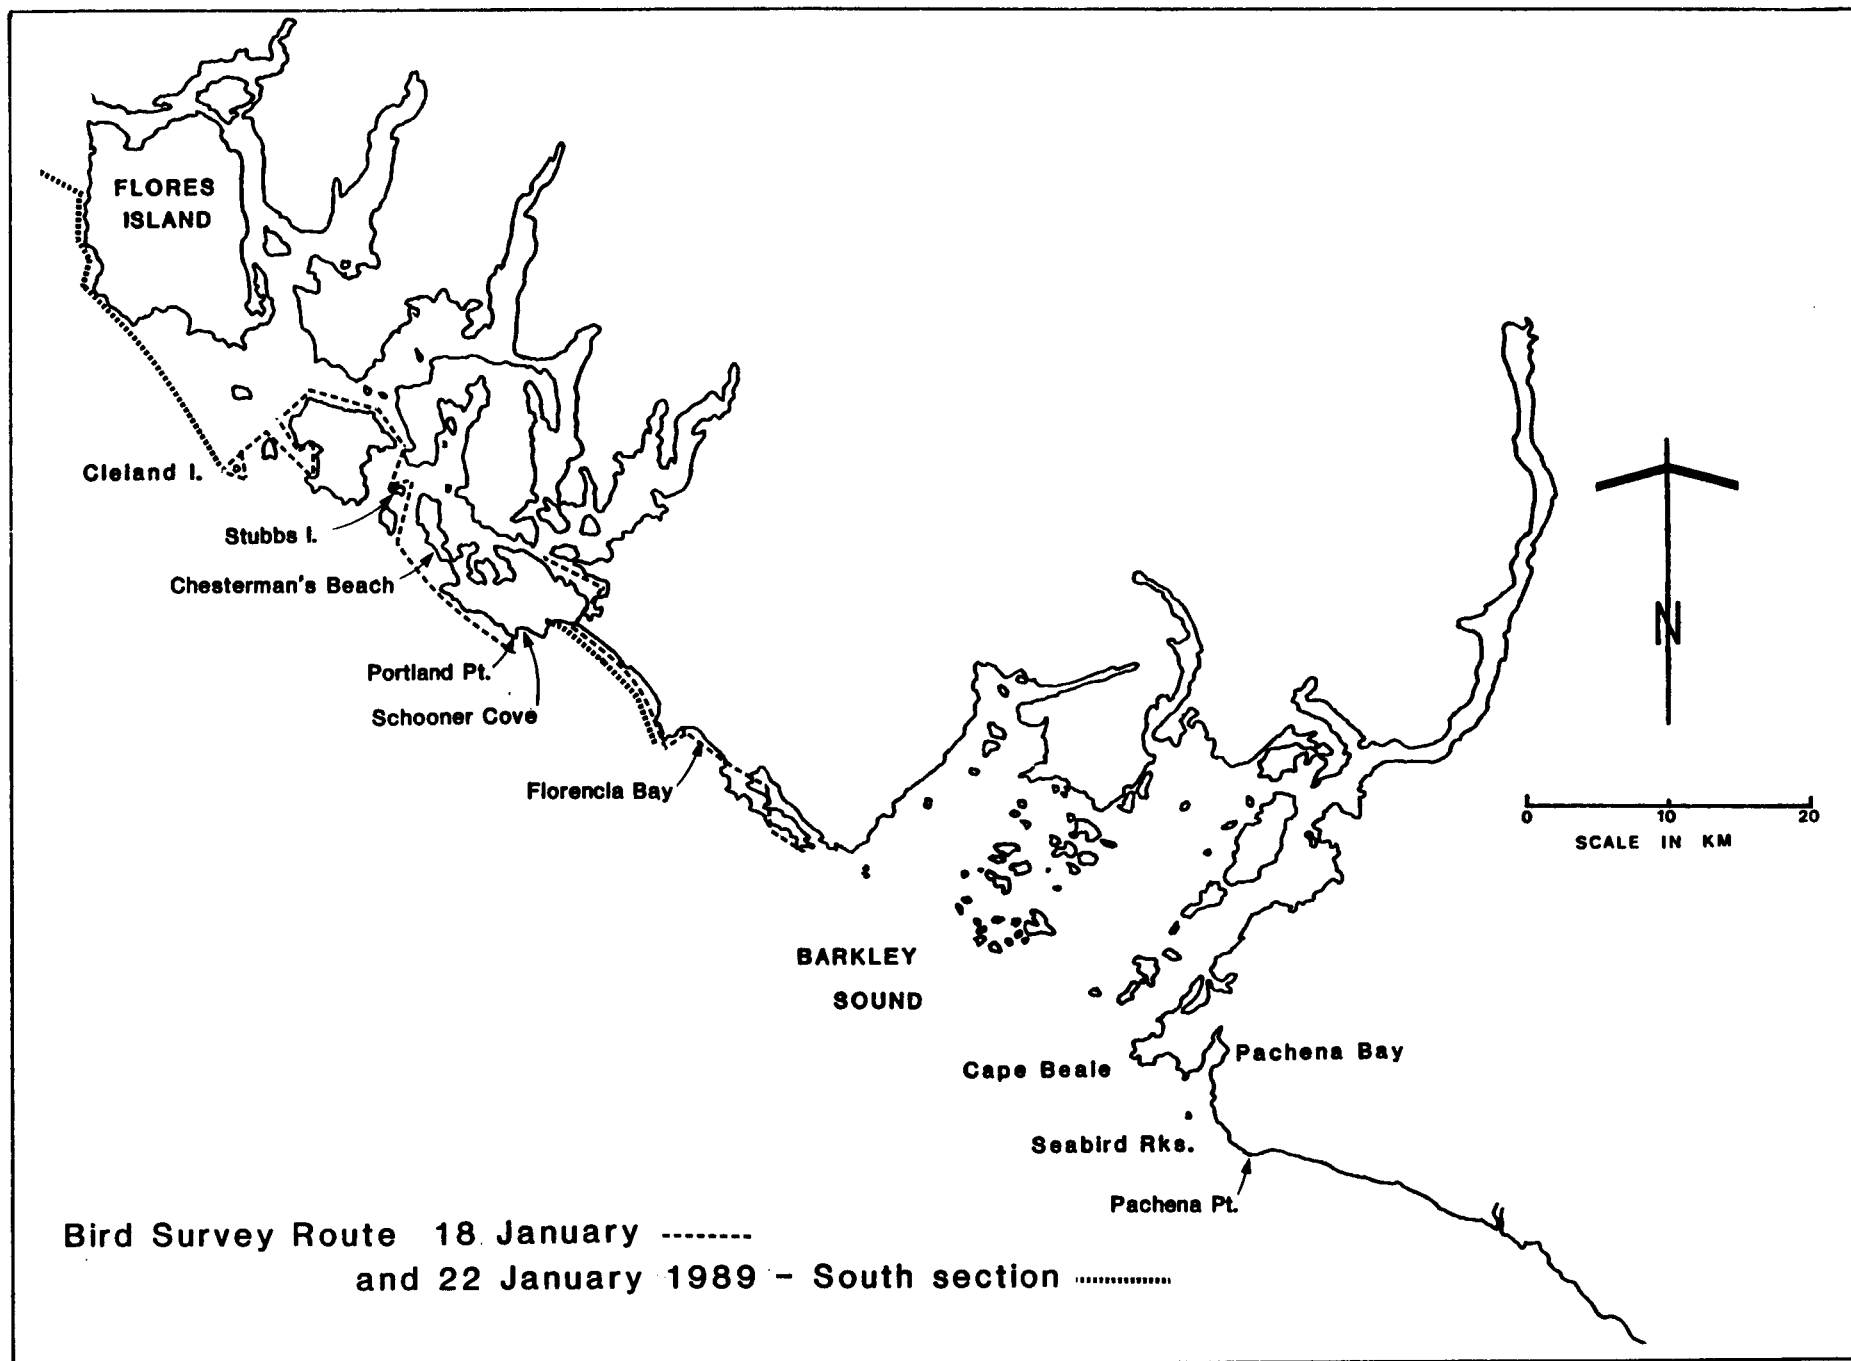 FLORES
ISLAND
Cleland I.
Stubbs I.
Chesterman's Beach
Portland Pt.
Schooner Cove
Florencia Bay
N
0 10 20
SCALE IN KM
BARKLEY
SOUND
Cape Beale
Pachena Bay
Seabird Rks.
Pachena Pt.
Bird Survey Route 18 January
and 22 January 1989 - South section